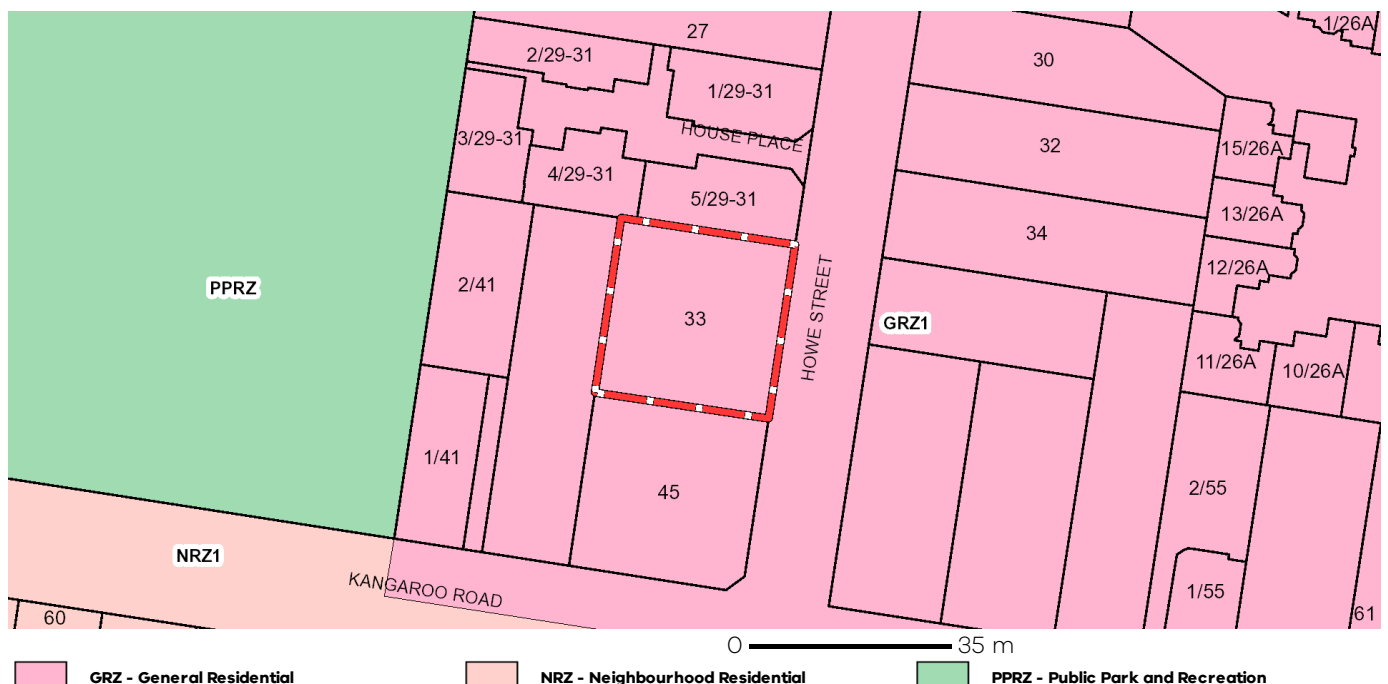 1/26A
27
2/29-31
30
1/29-31
HOUSE PLACE
3/29-31
32
15/26A
4/29-31
5/29-31
13/26A
34
12/26A
PPRZ
2/41
33
HOWE STREET
GRZ1
11/26A
10/26A
1/41
45
2/55
NRZ1
KANGAROO ROAD
1/55
60
61
0 35 m
GRZ - General Residential
NRZ - Neighbourhood Residential
PPRZ - Public Park and Recreation